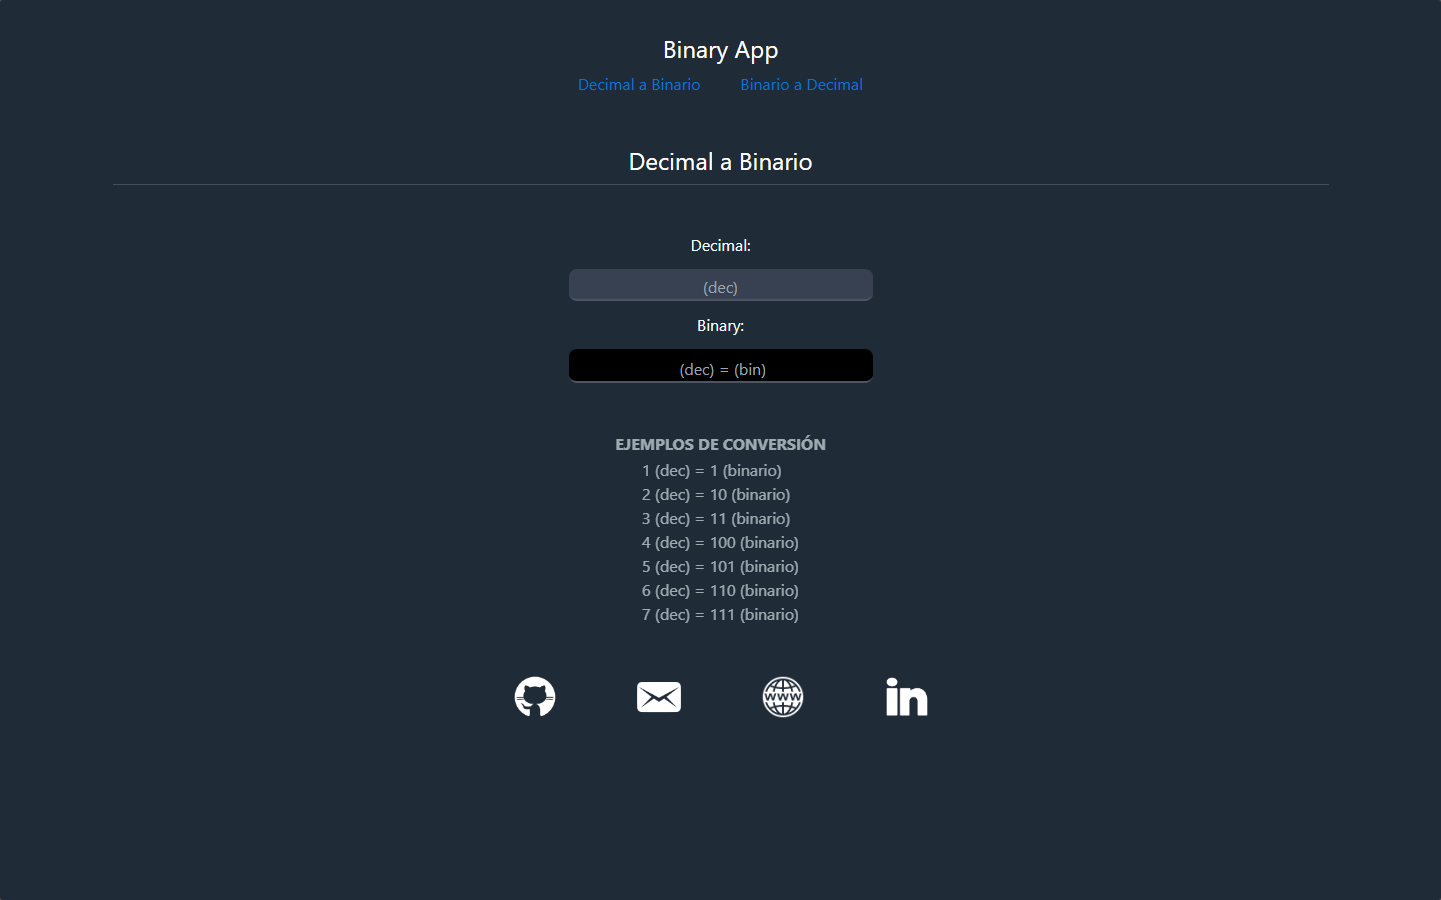 Binary App
Decimal a Binario Binario a Decimal
Decimal a Binario
Decimal:
(dec)
Binary:
(dec) = (bin)
EJEMPLOS DE CONVERSIÓN
1 (dec) = 1 (binario)
2 (dec) = 10 (binario)
3 (dec) = 11 (binario)
4 (dec) = 100 (binario)
5 (dec) = 101 (binario)
6 (dec) = 110 (binario)
7 (dec) = 111 (binario)
WWW in